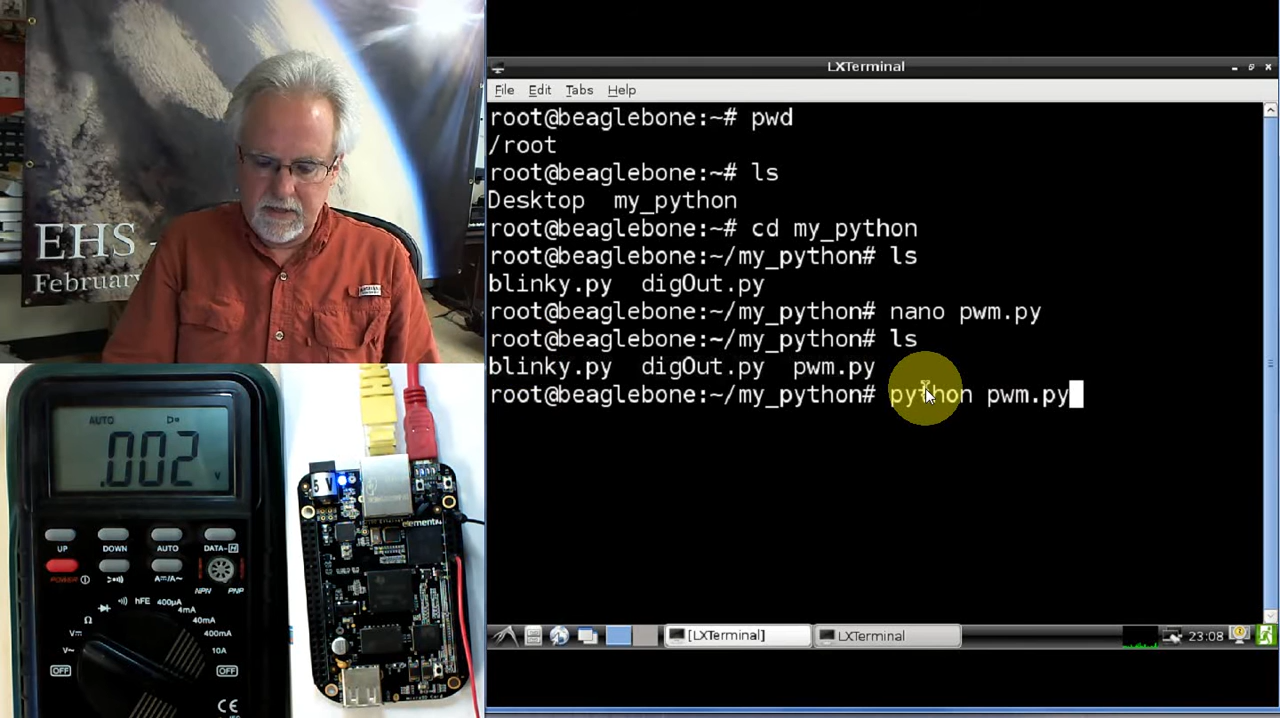 EHS
February
LXTerminal
File Edit Tabs Help
root@beaglebone:~# pwd
/root
root@beaglebone:~# ls
Desktop my_python
root@beaglebone:~# cd my_python
root@beaglebone:~/my_python# ls
blinky.py digOut.py
root@beaglebone:~/my_python# nano pwm.py
root@beaglebone:~/my_python# ls
blinky.py digOut.py pwm.py
root@beaglebone:~/my_python# python pwm.py
[LXTerminal] LXTerminal 23:08
AUTO
.002 V
UP DOWN AUTO DATA-H
POWER A⎓/A~ NPN PNP
hFE 400µA
4mA
Ω 40mA
V⎓ 400mA
V~ 10A
OFF OFF
CE
5 V
element14